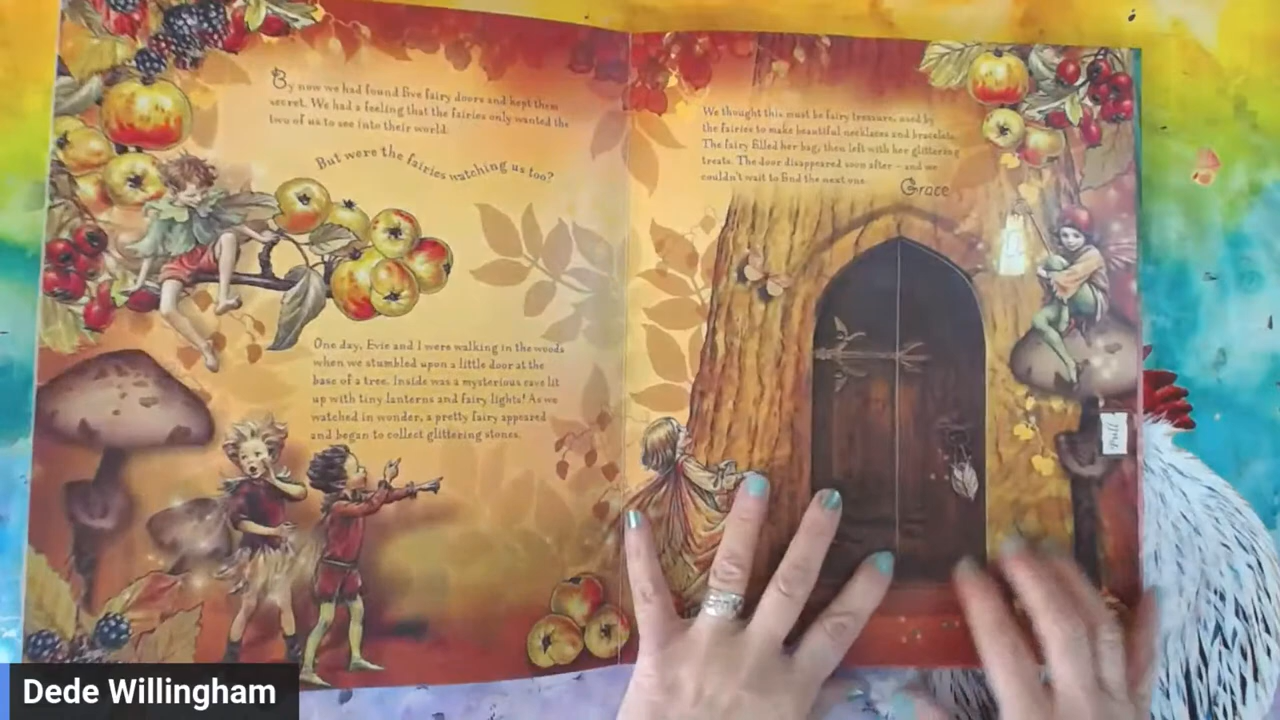 By now we had found five fairy doors and kept them
secret. We had a feeling that the fairies only wanted the
two of us to see into their world.
But were the fairies watching us too?
One day, Evie and I were walking in the woods
when we stumbled upon a little door at the
base of a tree. Inside was a mysterious cave lit
up with tiny lanterns and fairy lights! As we
watched in wonder, a pretty fairy appeared
and began to collect glittering stones.
We thought this must be fairy treasure, used by
the fairies to make beautiful necklaces and bracelets.
The fairy filled her bag, then left with her glittering
treats. The door disappeared soon after – and we
couldn't wait to find the next one.
Grace
Pull
Dede Willingham